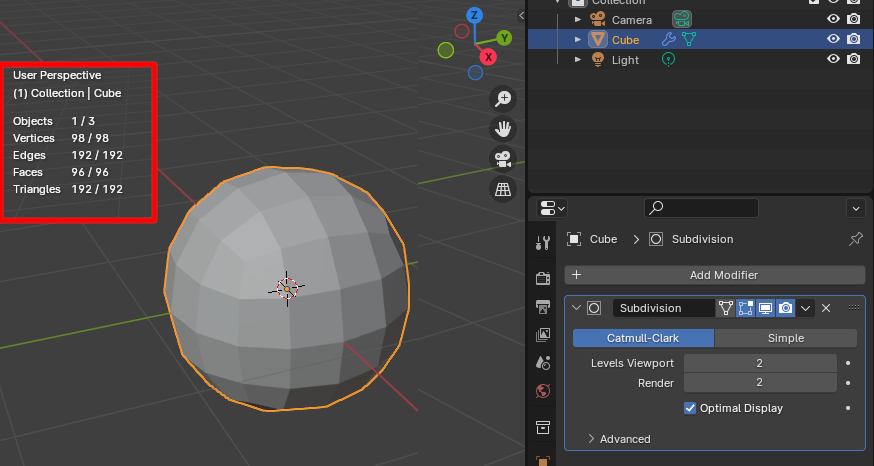 Collection
Camera
Cube
Light
Z
Y
X
User Perspective
(1) Collection | Cube
Objects 1 / 3
Vertices 98 / 98
Edges 192 / 192
Faces 96 / 96
Triangles 192 / 192
Cube > Subdivision
+ Add Modifier
Subdivision
Catmull-Clark Simple
Levels Viewport 2
Render 2
Optimal Display
Advanced